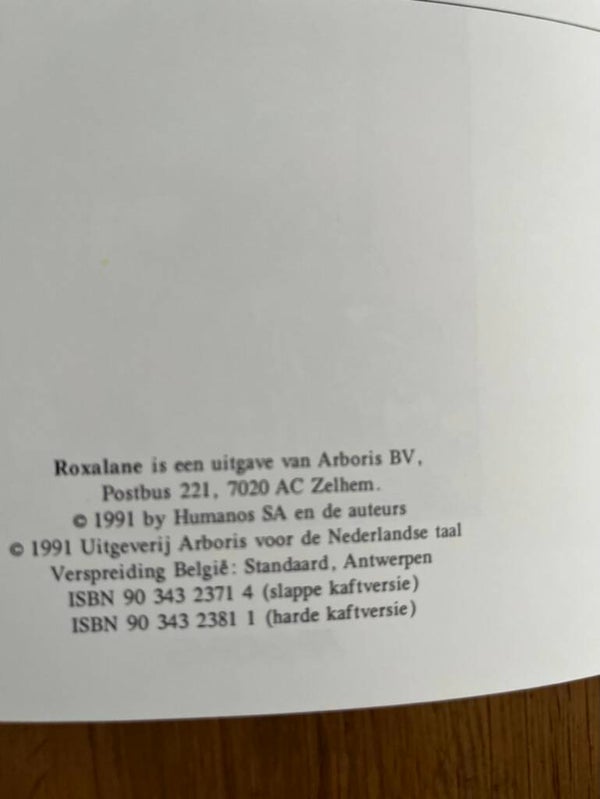 Roxalane is een uitgave van Arboris BV,
Postbus 221, 7020 AC Zelhem.
© 1991 by Humanos SA en de auteurs
© 1991 Uitgeverij Arboris voor de Nederlandse taal
Verspreiding België: Standaard, Antwerpen
ISBN 90 343 2371 4 (slappe kaftversie)
ISBN 90 343 2381 1 (harde kaftversie)